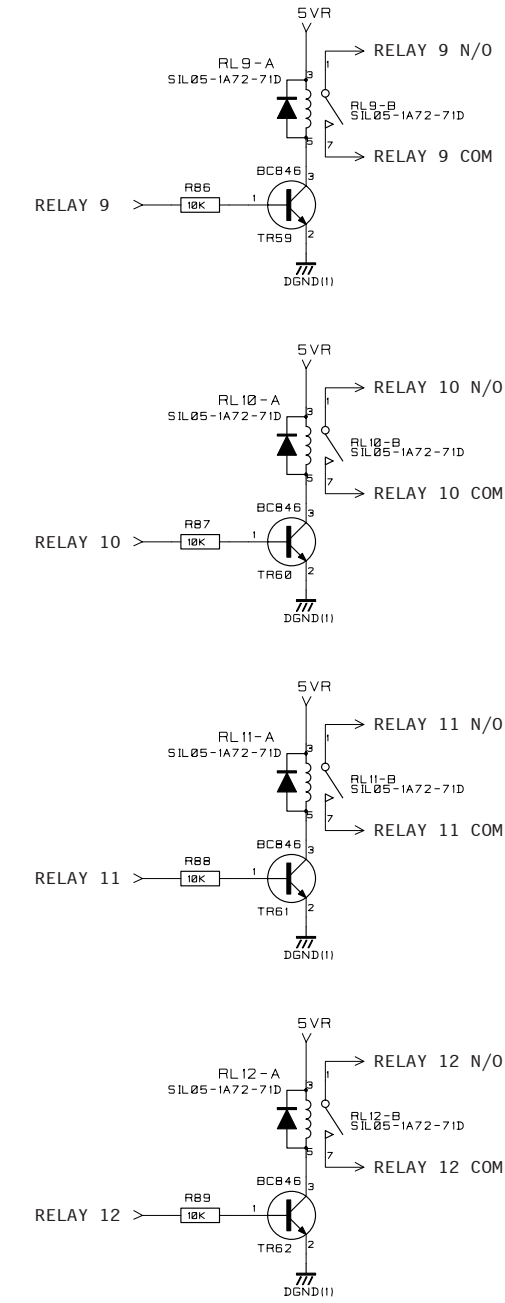 5VR
RELAY 9 N/O
1
RL9-A
SIL05-1A72-71D
3
RL9-B
SIL05-1A72-71D
5
7
RELAY 9 COM
BC846
3
R86
RELAY 9
10K
1
2
TR59
DGND(1)
5VR
RELAY 10 N/O
1
RL10-A
SIL05-1A72-71D
3
RL10-B
SIL05-1A72-71D
5
7
RELAY 10 COM
BC846
3
R87
RELAY 10
10K
1
2
TR60
DGND(1)
5VR
RELAY 11 N/O
1
RL11-A
SIL05-1A72-71D
3
RL11-B
SIL05-1A72-71D
5
7
RELAY 11 COM
BC846
3
R88
RELAY 11
10K
1
2
TR61
DGND(1)
5VR
RELAY 12 N/O
1
RL12-A
SIL05-1A72-71D
3
RL12-B
SIL05-1A72-71D
5
7
RELAY 12 COM
BC846
3
R89
RELAY 12
10K
1
2
TR62
DGND(1)